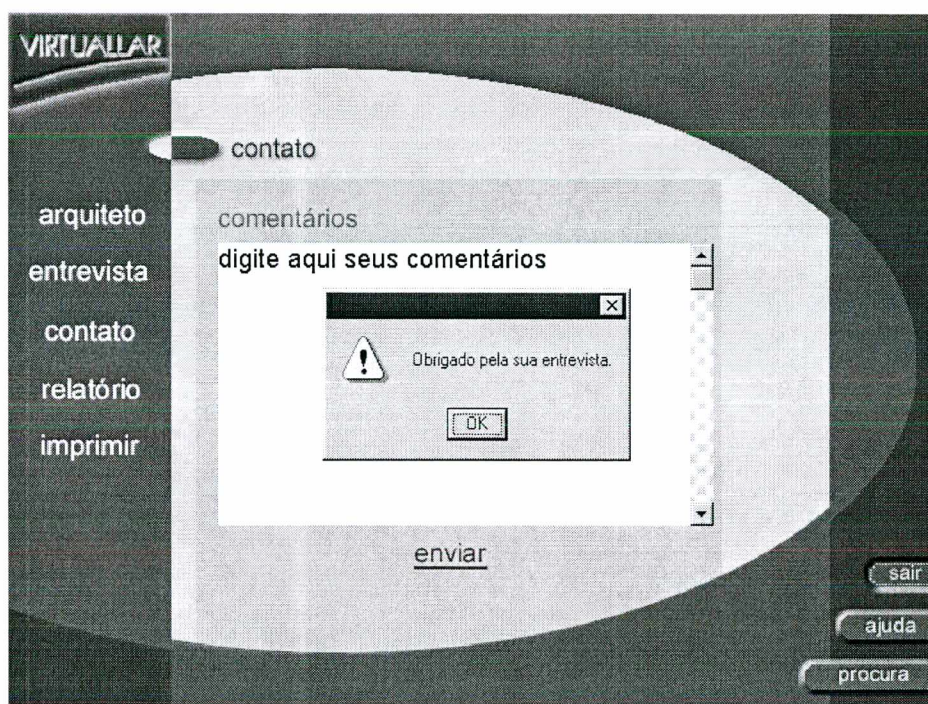 VIRTUALLAR
contato
arquiteto
entrevista
contato
relatório
imprimir
comentários
digite aqui seus comentários
Obrigado pela sua entrevista.
OK
enviar
sair
ajuda
procura